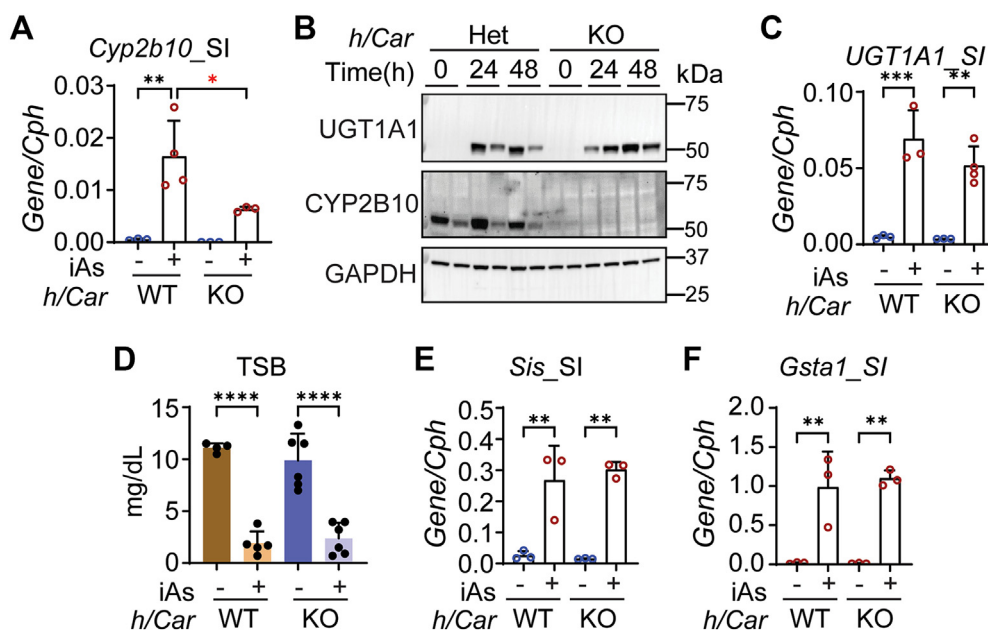 A
Cyp2b10_SI
** *
Gene/Cph
0.03
0.02
0.01
0.00
iAs - + - +
h/Car WT KO
B
h/Car Het KO
Time(h) 0 24 48 0 24 48 kDa
UGT1A1
75
50
CYP2B10
75
50
GAPDH
37
25
C
UGT1A1_SI
*** **
Gene/Cph
0.10
0.05
0.00
iAs - + - +
h/Car WT KO
D
TSB
**** ****
mg/dL
15
10
5
0
iAs - + - +
h/Car WT KO
E
Sis_SI
** **
Gene/Cph
0.5
0.4
0.3
0.2
0.1
0.0
iAs - + - +
h/Car WT KO
F
Gsta1_SI
** **
Gene/Cph
2.0
1.5
1.0
0.5
0.0
iAs - + - +
h/Car WT KO